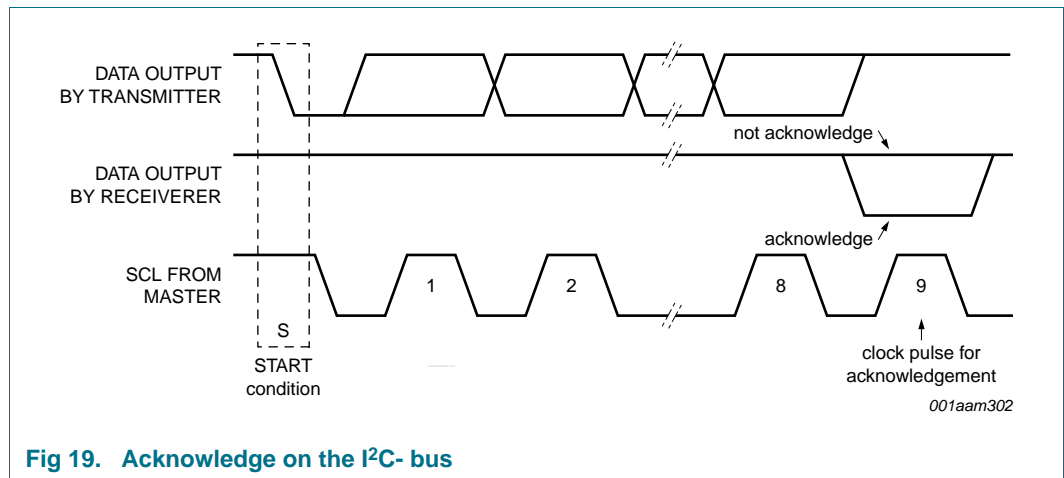 DATA OUTPUT
BY TRANSMITTER
not acknowledge
DATA OUTPUT
BY RECEIVERER
acknowledge
SCL FROM
MASTER
1
2
8
9
S
START
condition
clock pulse for
acknowledgement
001aam302
Fig 19. Acknowledge on the I²C- bus